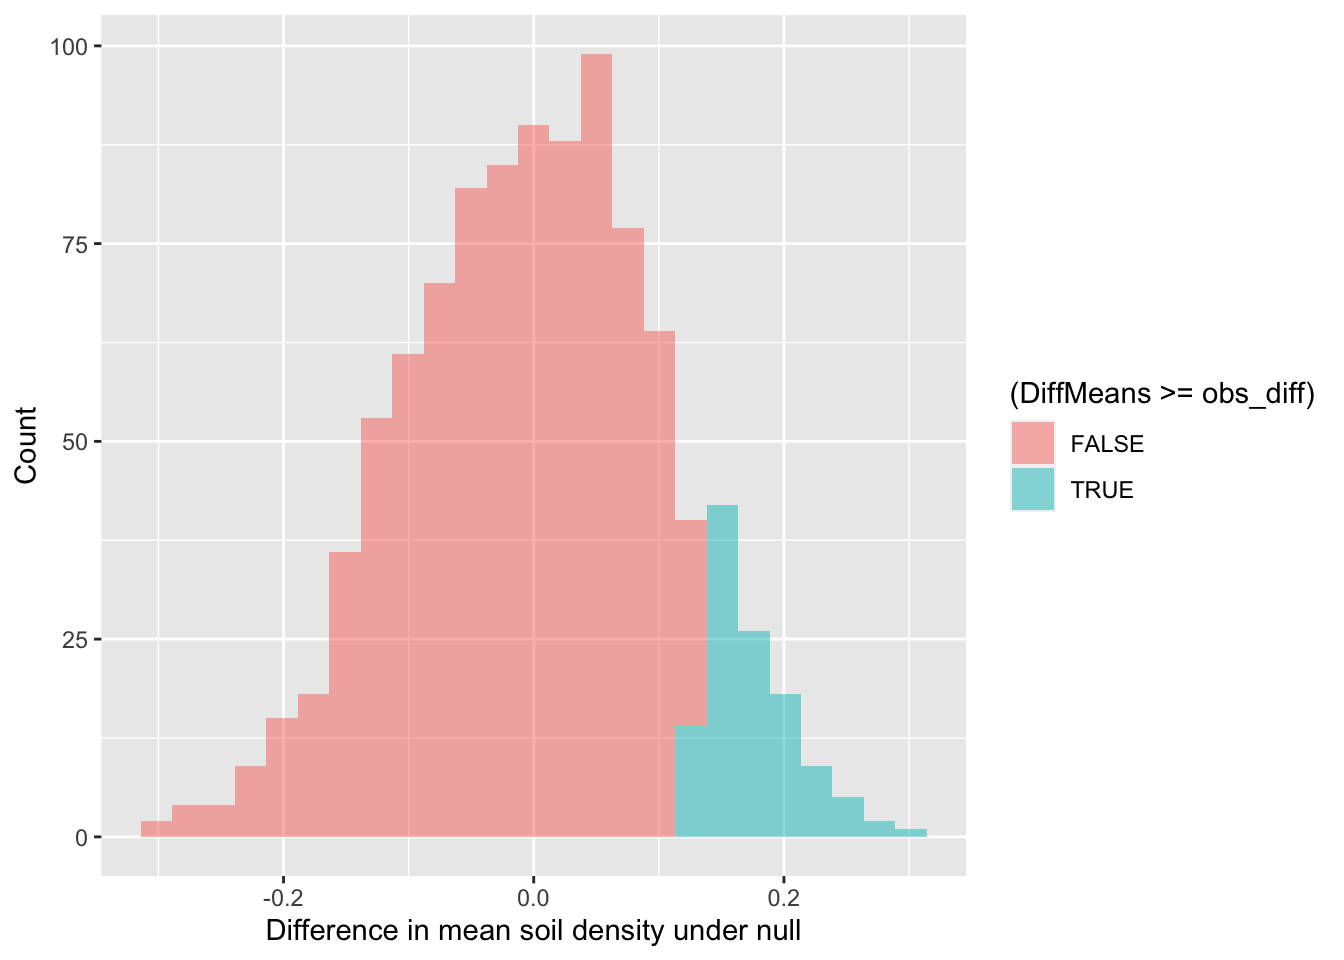 100
75
50
25
0
Count
-0.2
0.0
0.2
Difference in mean soil density under null
(DiffMeans >= obs_diff)
FALSE
TRUE